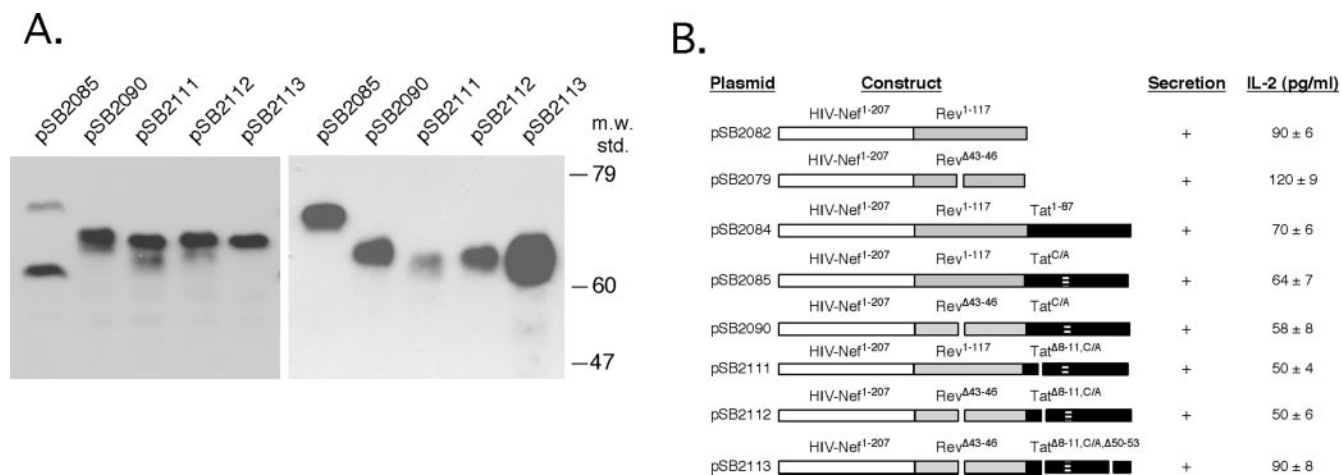 A.
pSB2085 pSB2090 pSB2111 pSB2112 pSB2113 pSB2085 pSB2090 pSB2111 pSB2112 pSB2113
m.w.
std.
79
60
47
B.
Plasmid Construct Secretion IL-2 (pg/ml)
HIV-Nef1-207 Rev1-117
pSB2082 + 90 ± 6
HIV-Nef1-207 RevΔ43-46
pSB2079 + 120 ± 9
HIV-Nef1-207 Rev1-117 Tat1-87
pSB2084 + 70 ± 6
HIV-Nef1-207 Rev1-117 TatC/A
pSB2085 + 64 ± 7
HIV-Nef1-207 RevΔ43-46 TatC/A
pSB2090 + 58 ± 8
HIV-Nef1-207 Rev1-117 TatΔ8-11,C/A
pSB2111 + 50 ± 4
HIV-Nef1-207 RevΔ43-46 TatΔ8-11,C/A
pSB2112 + 50 ± 6
HIV-Nef1-207 RevΔ43-46 TatΔ8-11,C/A,Δ50-53
pSB2113 + 90 ± 8